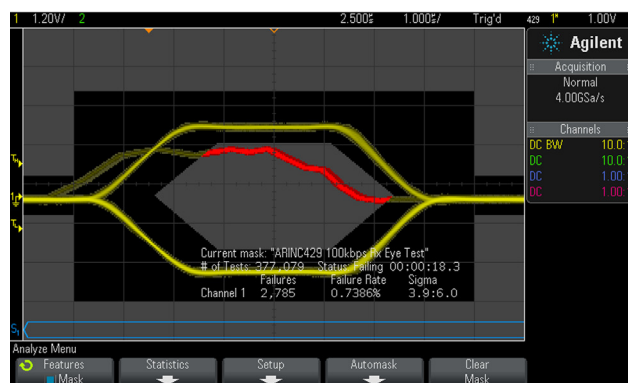 1 1.20V/ 2 2.500s 1.000s/ Trig'd 429 1 1.00V
Agilent
Acquisition
Normal
4.00GSa/s
Channels
DC BW 10.0:
DC 10.0:
DC 1.00:
DC 1.00:
Current mask: "ARINC429 100kbps Rx Eye Test"
# of Tests: 377,079 Status: Failing 00:00:18.3
Failures Failure Rate Sigma
Channel 1 2,785 0.7386% 3.9:6.0
S1
Analyze Menu
Features Statistics Setup Automask Clear
Mask Mask